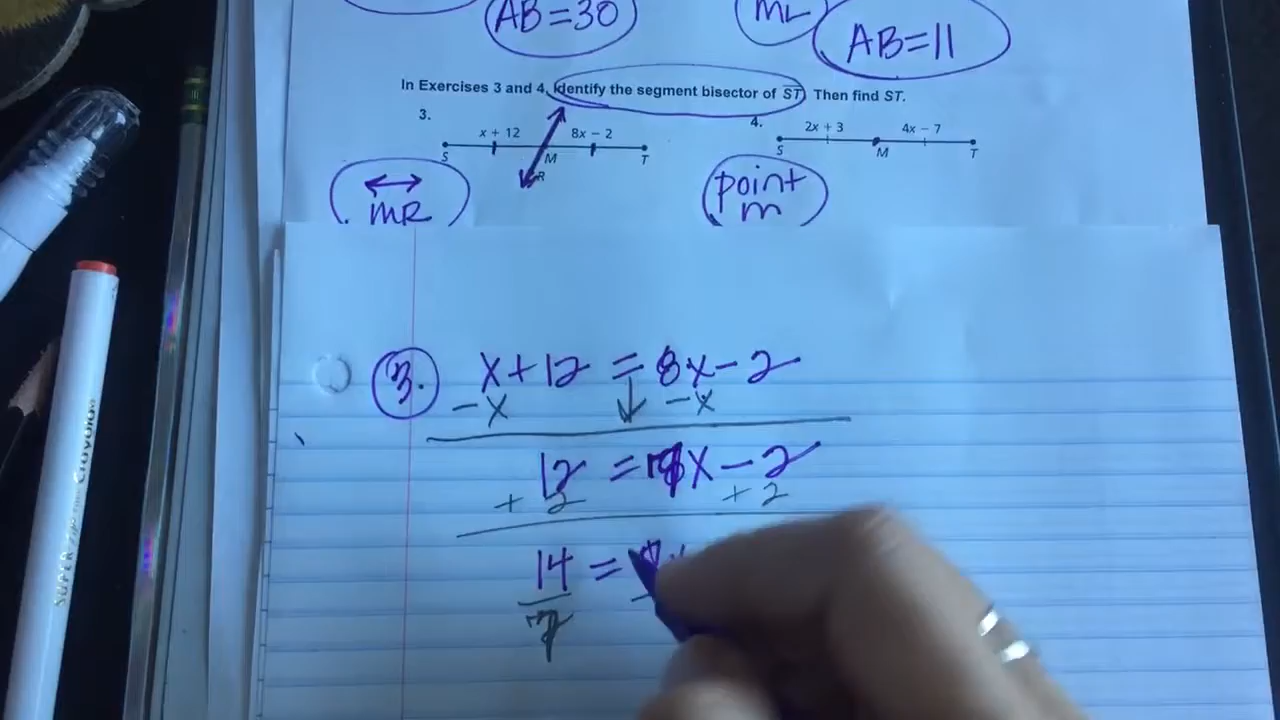 AB=30
ML
AB=11
In Exercises 3 and 4, identify the segment bisector of ST. Then find ST.
3.
x + 12
8x − 2
S
M
T
R
4.
2x + 3
4x − 7
S
M
T
MR
point
m
3. x+12 = 8x-2
-x -x
12 = 7x-2
+2 +2
14 =
7
SUPER
Crayola